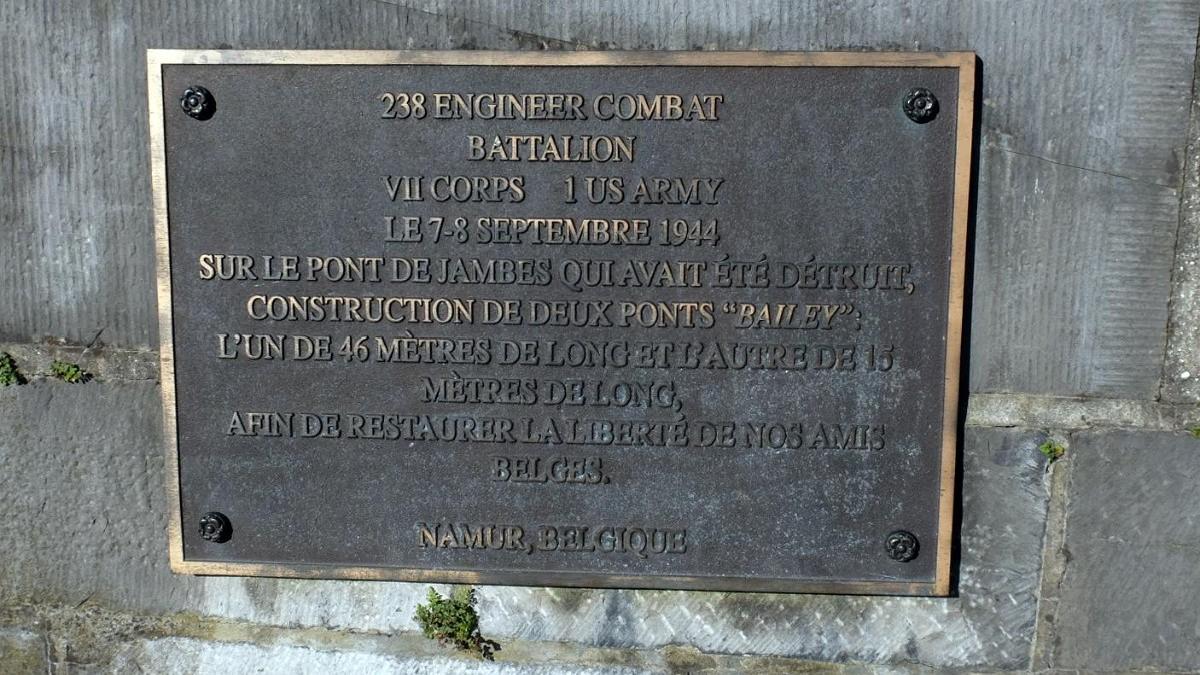 238 ENGINEER COMBAT
BATTALION
VII CORPS 1 US ARMY
LE 7-8 SEPTEMBRE 1944
SUR LE PONT DE JAMBES QUI AVAIT ÉTÉ DÉTRUIT,
CONSTRUCTION DE DEUX PONTS "BAILEY":
L'UN DE 46 MÈTRES DE LONG ET L'AUTRE DE 15
MÈTRES DE LONG,
AFIN DE RESTAURER LA LIBERTÉ DE NOS AMIS
BELGES.
NAMUR, BELGIQUE